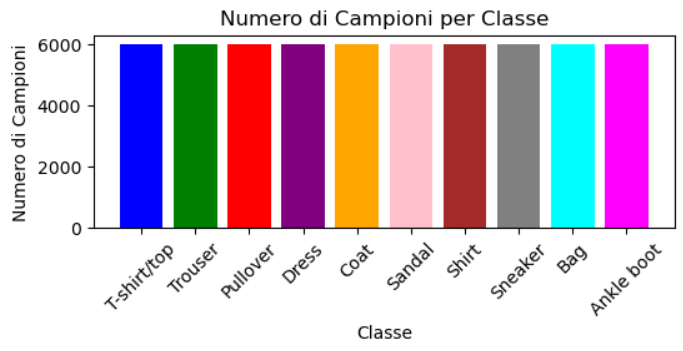 Numero di Campioni per Classe
Numero di Campioni
6000
4000
2000
0
T-shirt/top
Trouser
Pullover
Dress
Coat
Sandal
Shirt
Sneaker
Bag
Ankle boot
Classe